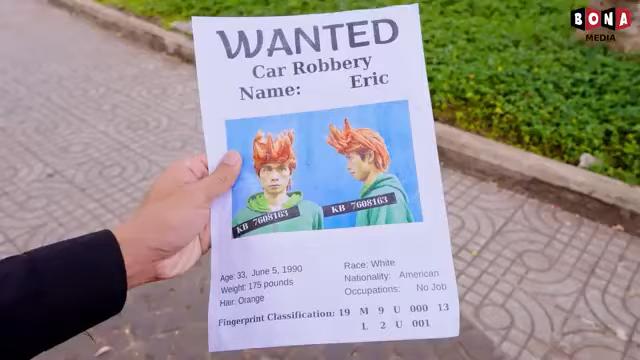 BONA
MEDIA
WANTED
Car Robbery
Name: Eric
KB 7608163
KB 7608163
Age: 33, June 5, 1990
Weight: 175 pounds
Hair: Orange
Race: White
Nationality: American
Occupations: No Job
Fingerprint Classification: 19 M 9 U 000 13
L 2 U 001